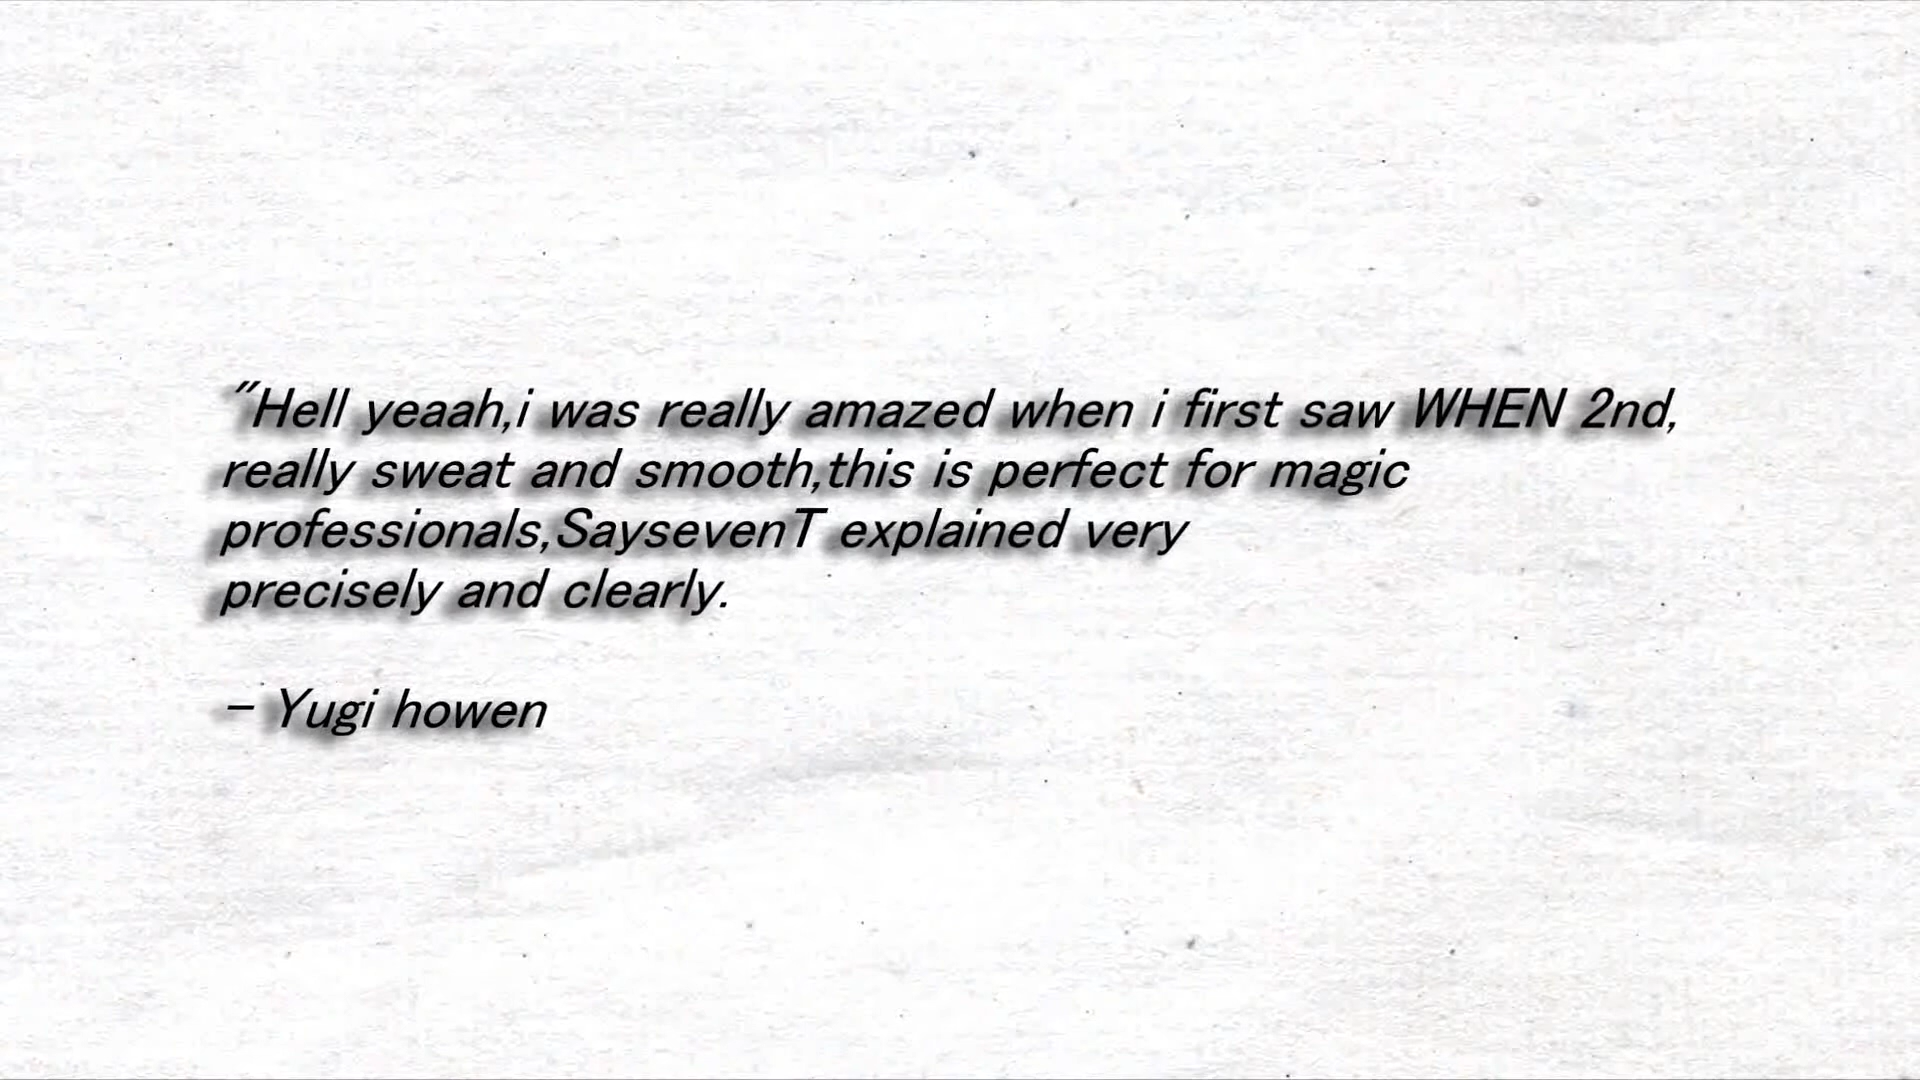 "Hell yeaah,i was really amazed when i first saw WHEN 2nd,
really sweat and smooth,this is perfect for magic
professionals,SaysevenT explained very
precisely and clearly.
- Yugi howen